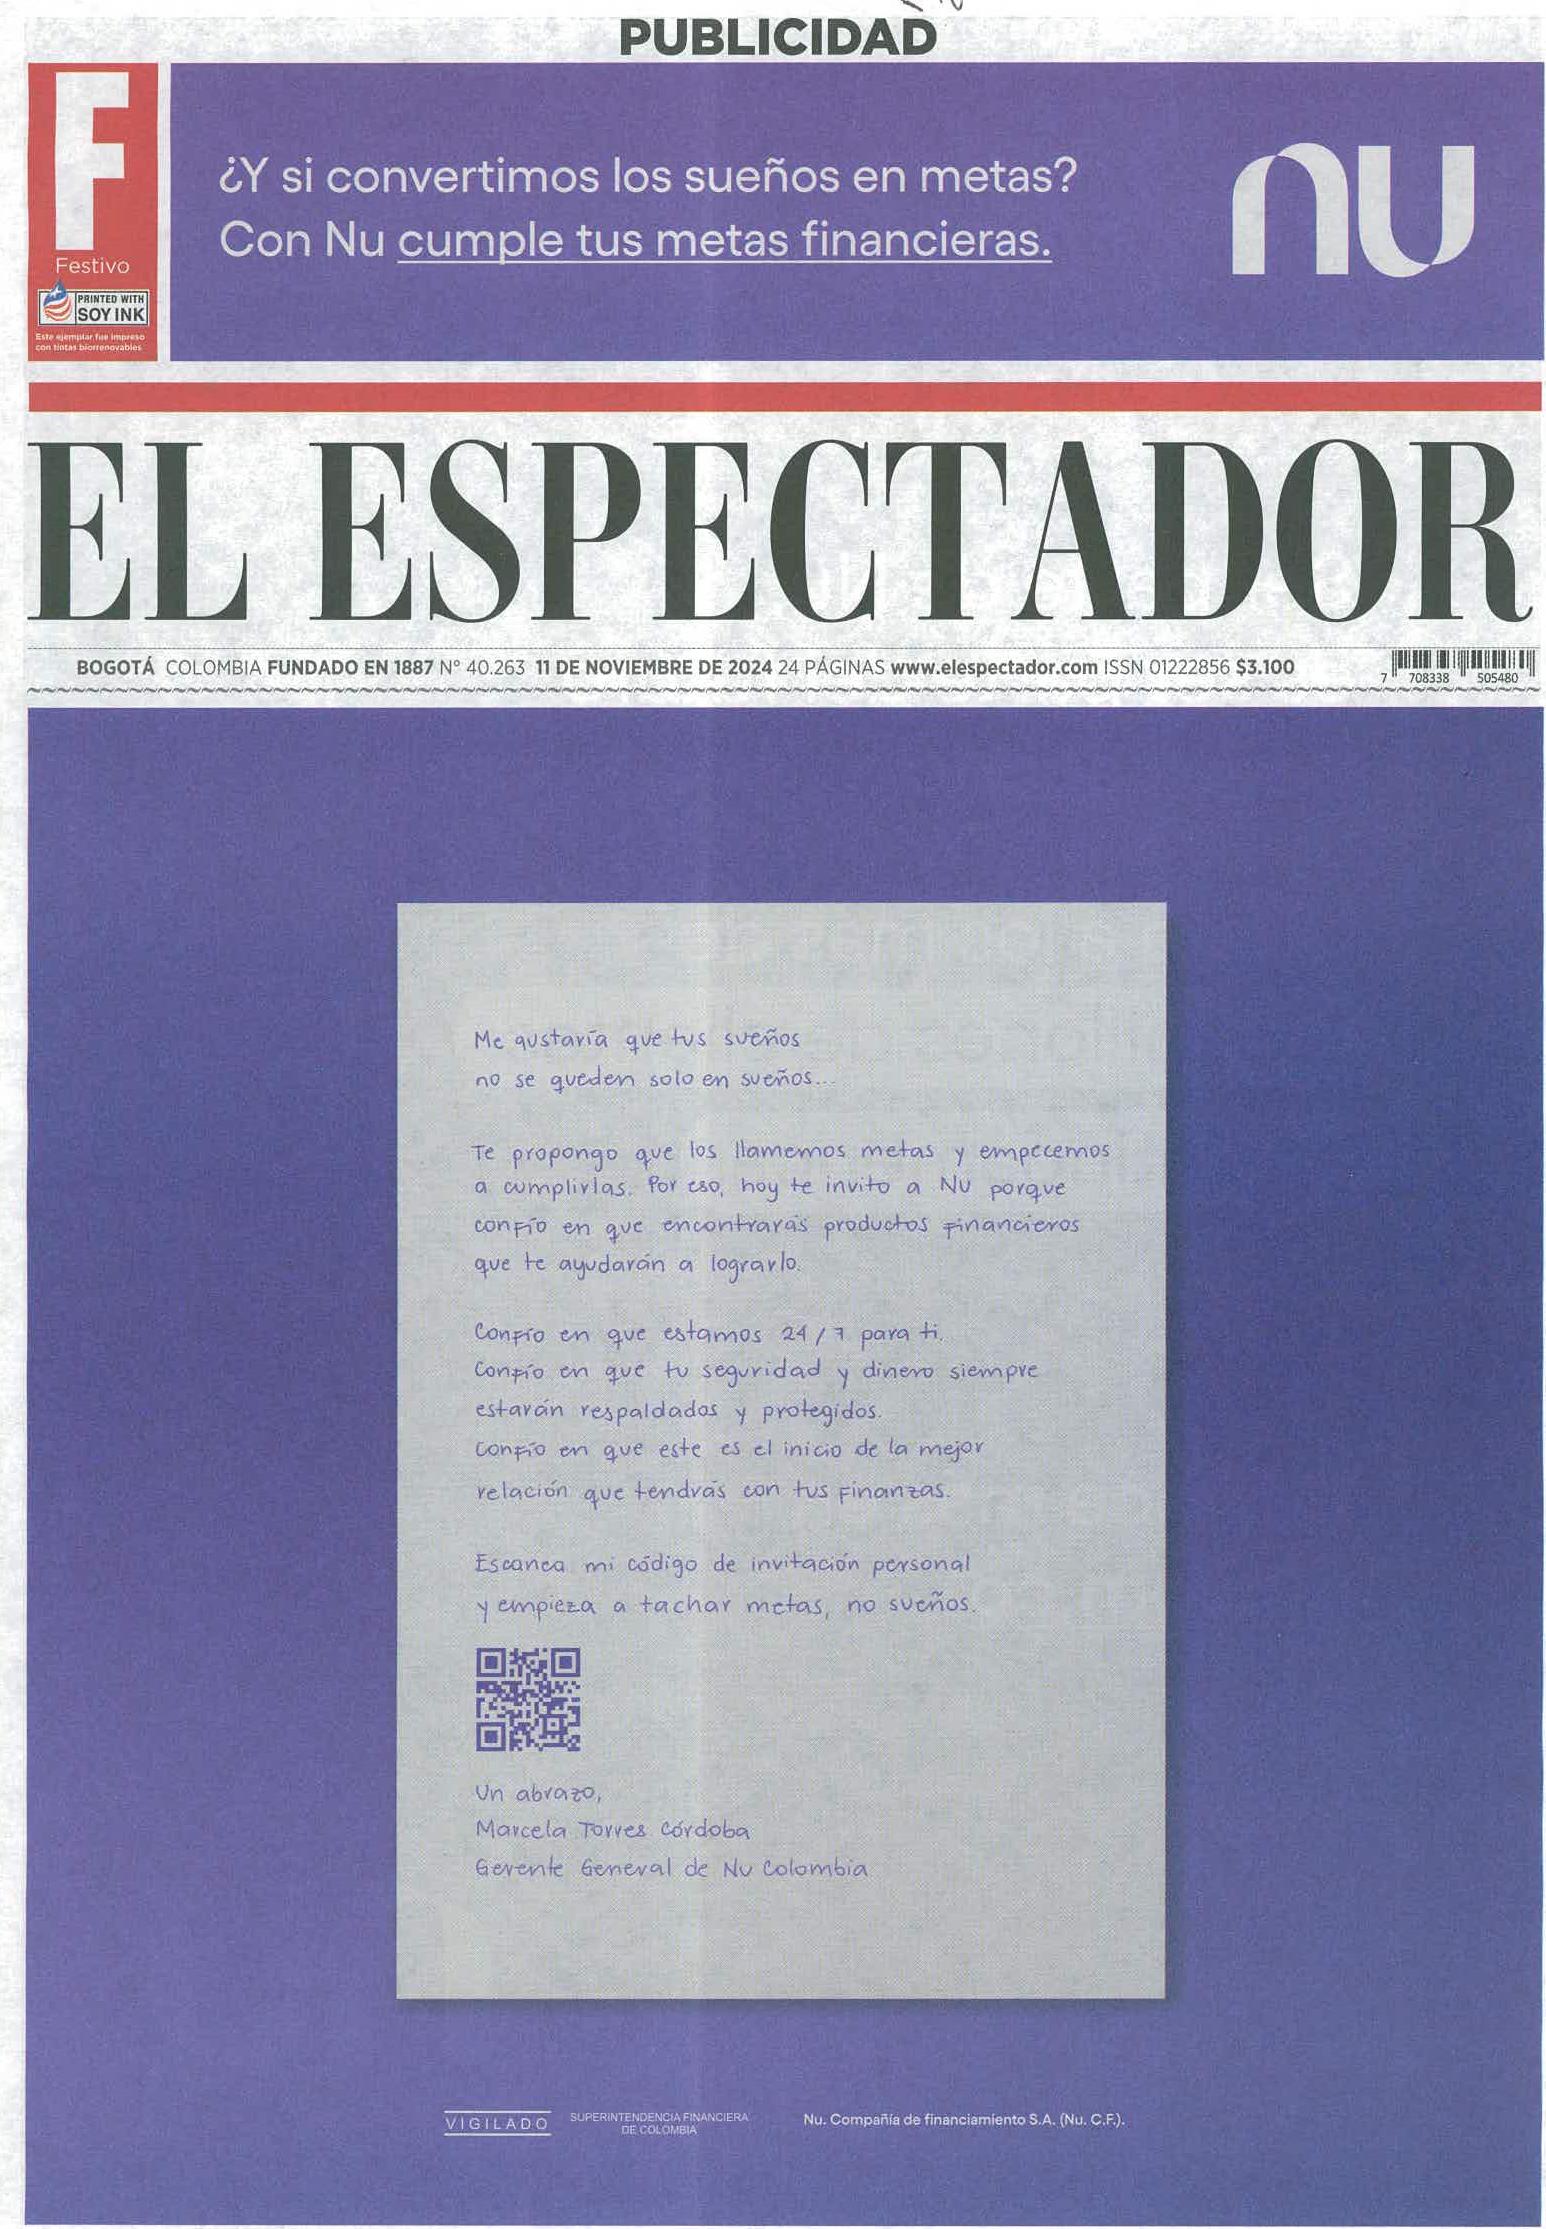 PUBLICIDAD
F
Festivo
PRINTED WITH
SOY INK
Este ejemplar fue impreso
con tintas biorrenovables
¿Y si convertimos los sueños en metas?
Con Nu cumple tus metas financieras.
nu
EL ESPECTADOR
BOGOTÁ COLOMBIA FUNDADO EN 1887 N° 40.263 11 DE NOVIEMBRE DE 2024 24 PÁGINAS www.elespectador.com ISSN 01222856 $3.100
7 708338 505480
Me gustaría que tus sueños
no se queden solo en sueños...
Te propongo que los llamemos metas y empecemos
a cumplirlas. Por eso, hoy te invito a Nu porque
confío en que encontrarás productos financieros
que te ayudarán a lograrlo.
Confío en que estamos 24/7 para ti.
Confío en que tu seguridad y dinero siempre
estarán respaldados y protegidos.
Confío en que este es el inicio de la mejor
relación que tendrás con tus finanzas.
Escanea mi código de invitación personal
y empieza a tachar metas, no sueños.
Un abrazo,
Marcela Torres Córdoba
Gerente General de Nu Colombia
VIGILADO
SUPERINTENDENCIA FINANCIERA
DE COLOMBIA
Nu. Compañía de financiamiento S.A. (Nu. C.F.).